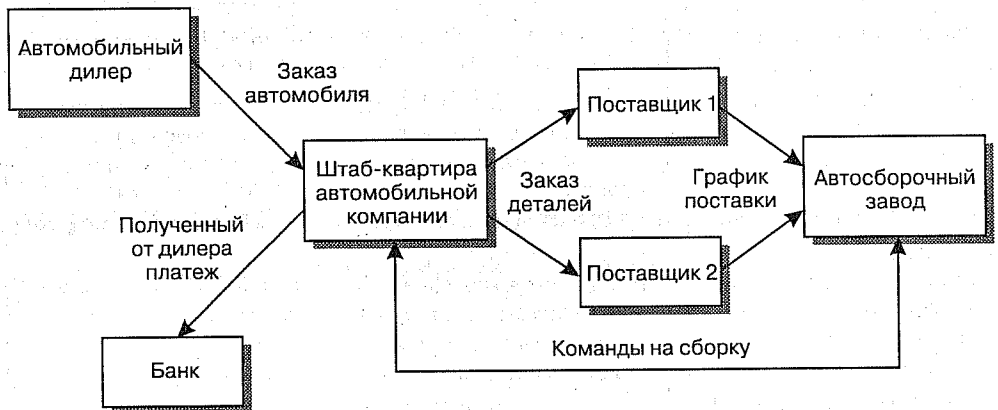 Автомобильный
дилер
Заказ
автомобиля
Поставщик 1
Штаб-квартира
автомобильной
компании
Заказ
деталей
График
поставки
Автосборочный
завод
Полученный
от дилера
платеж
Поставщик 2
Команды на сборку
Банк